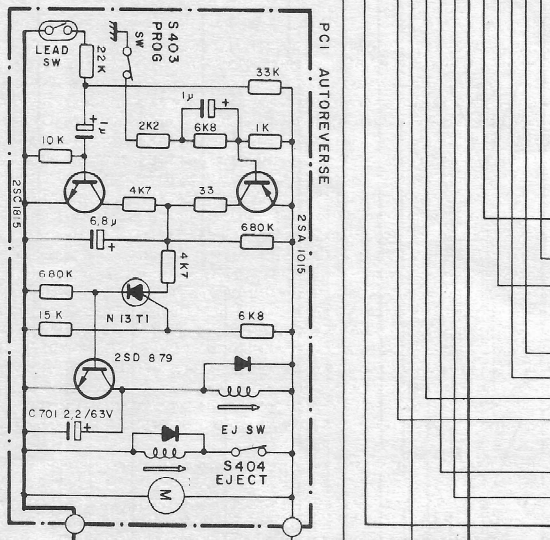 S403
PROG
SW
LEAD
SW
22K
33K
1µ
+
2K2
6K8
1K
1µ
+
10K
PC1 AUTOREVERSE
2SC1815
4K7
33
2SA 1015
6,8µ
+
680K
4K7
680K
N13T1
15K
6K8
2SD 879
C701 2,2/63V
+
EJ SW
S404
EJECT
M